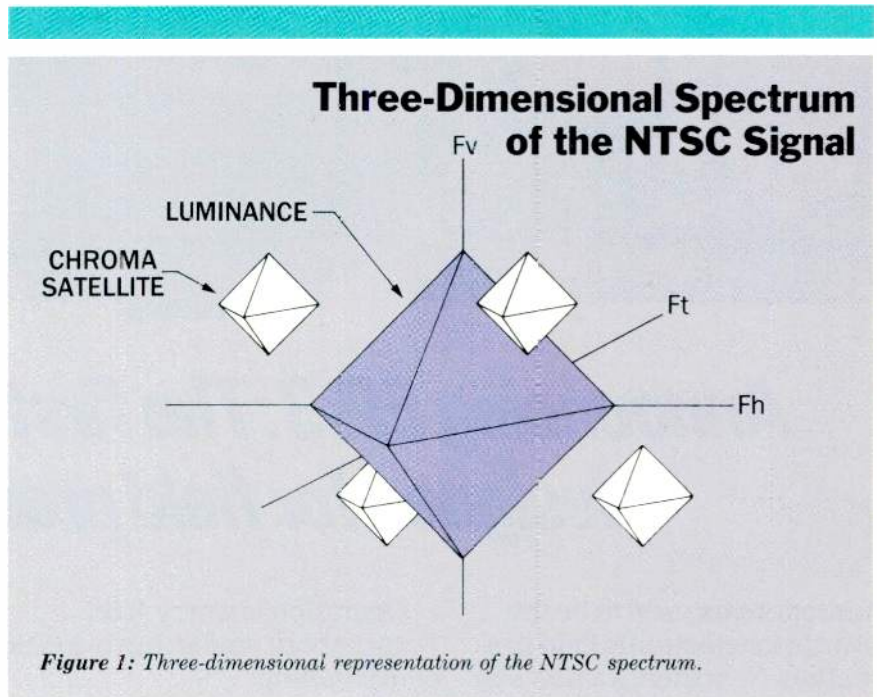 Three-Dimensional Spectrum
of the NTSC Signal
Fv
LUMINANCE
CHROMA
SATELLITE
Ft
Fh
Figure 1: Three-dimensional representation of the NTSC spectrum.